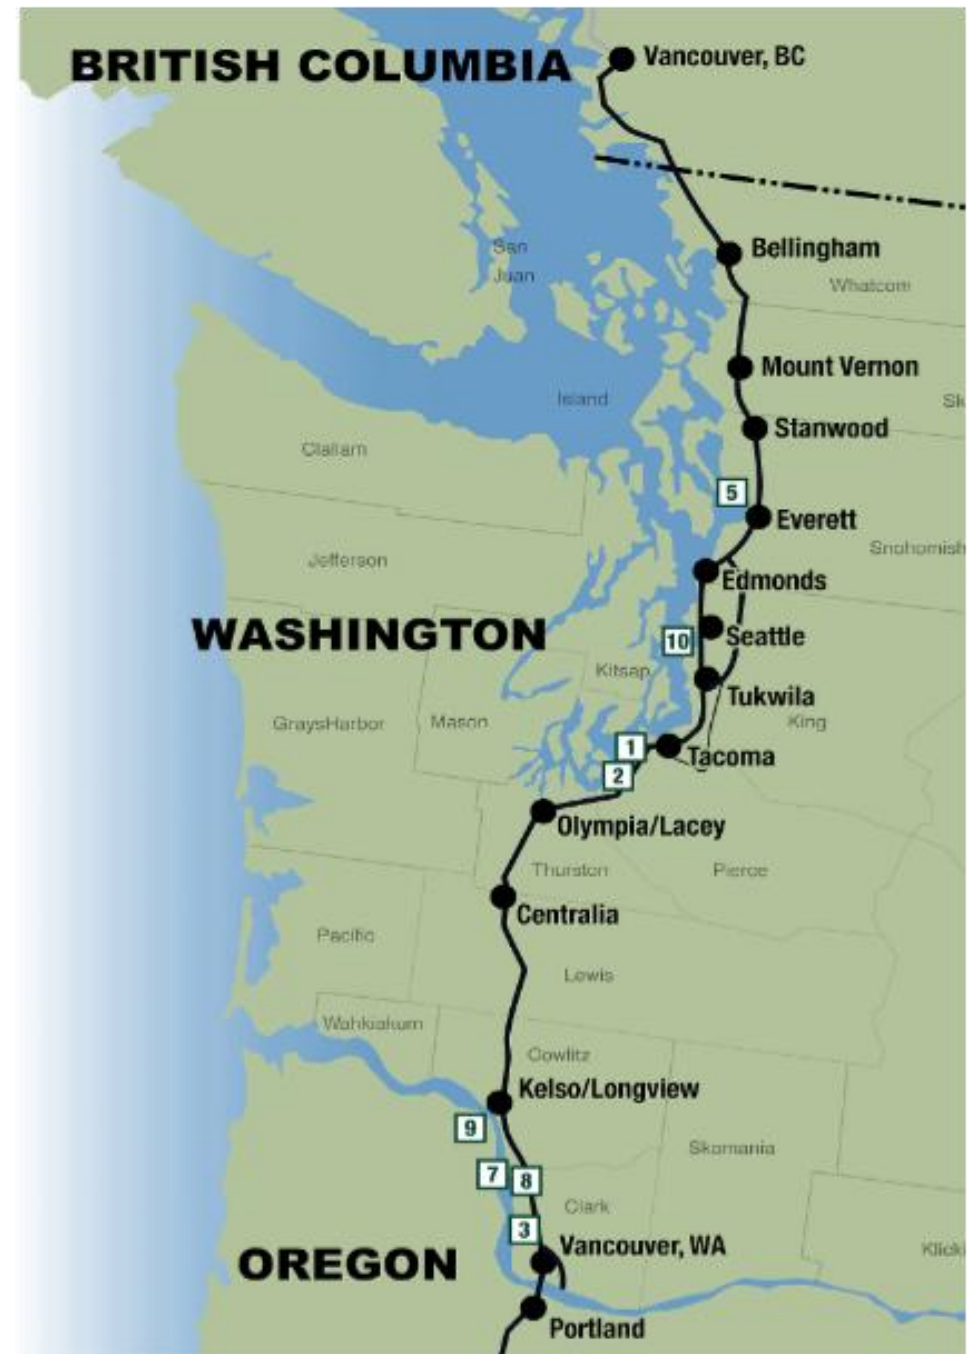 BRITISH COLUMBIA
Vancouver, BC
Bellingham
Whatcom
San
Juan
Mount Vernon
Island
Sk
Stanwood
Clallam
5
Everett
Snohomish
Jefferson
Edmonds
WASHINGTON
10
Seattle
Kitsap
Tukwila
GraysHarbor
Mason
King
1
Tacoma
2
Olympia/Lacey
Thurston
Pierce
Centralia
Pacific
Lewis
Wahkiakum
Cowlitz
Kelso/Longview
9
Skamania
7
8
Clark
3
Vancouver, WA
Klicki
OREGON
Portland